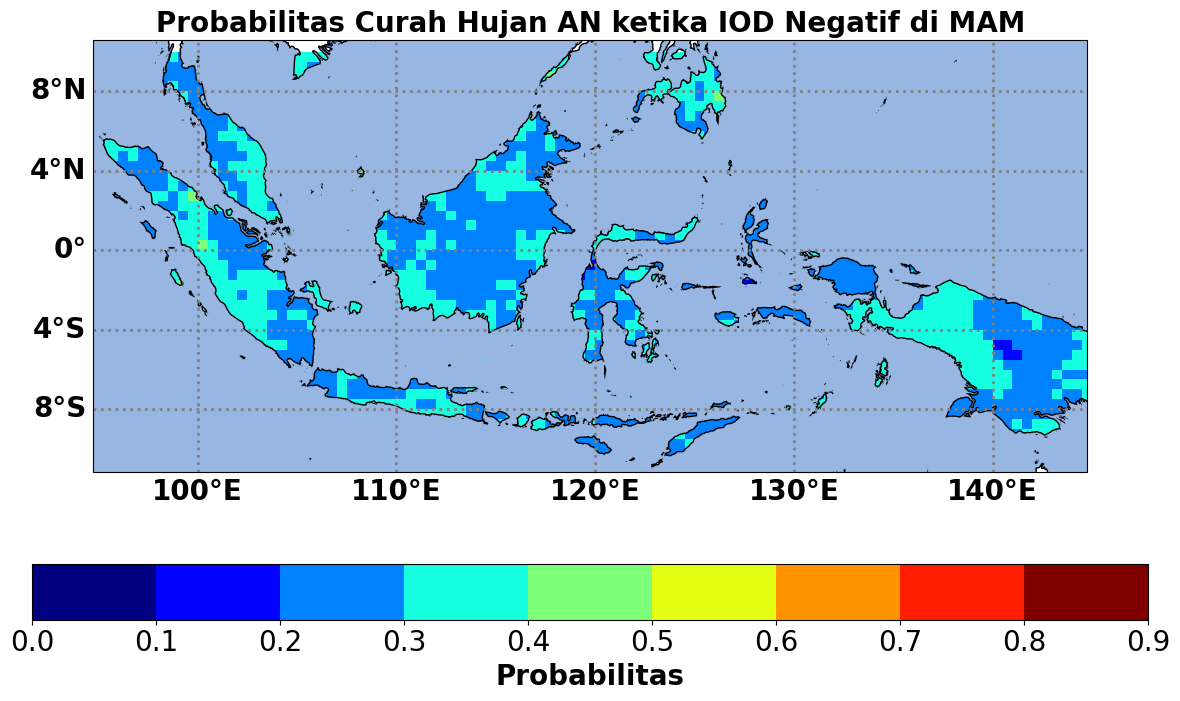 Probabilitas Curah Hujan AN ketika IOD Negatif di MAM
8°N
4°N
0°
4°S
8°S
100°E 110°E 120°E 130°E 140°E
0.0 0.1 0.2 0.3 0.4 0.5 0.6 0.7 0.8 0.9
Probabilitas